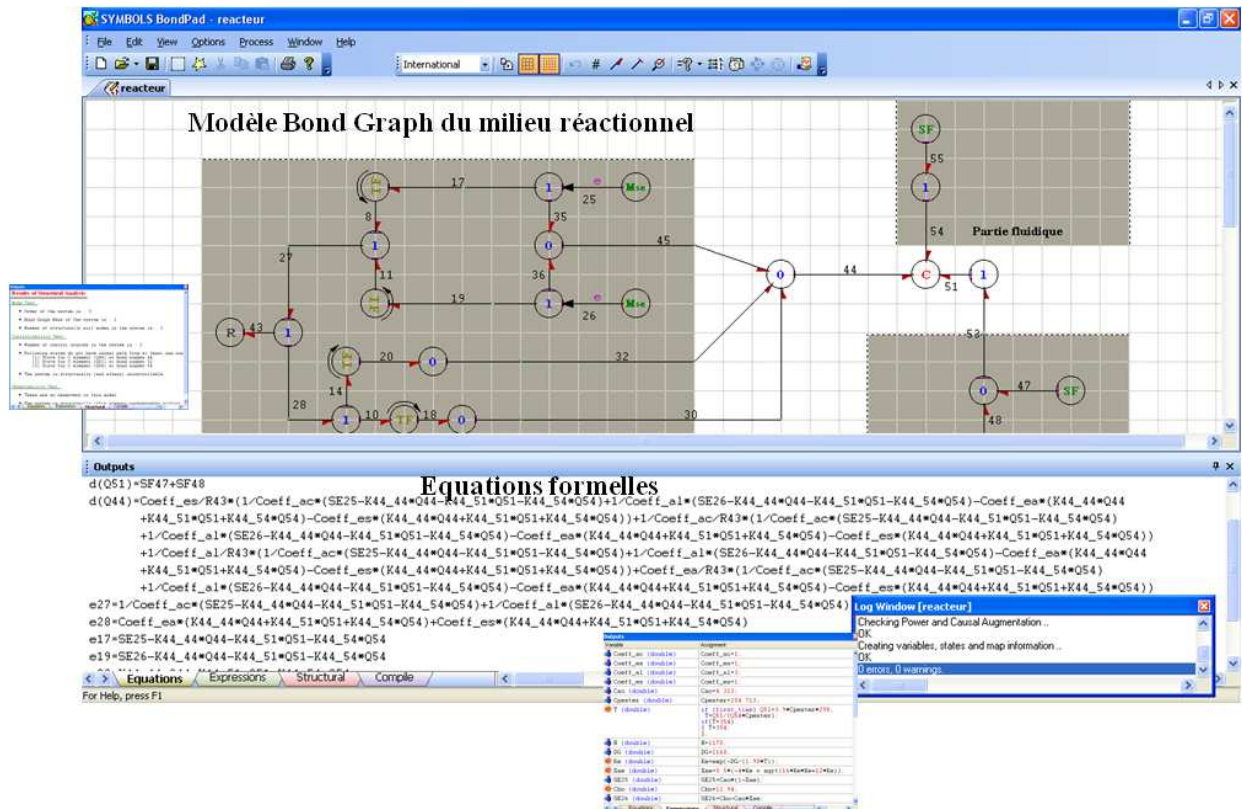 SYMBOLS BondPad - reacteur
File Edit View Options Process Window Help
International
reacteur
Modèle Bond Graph du milieu réactionnel
SF
55
17
1
e
25
Mse
1
8
35
54
Partie fluidique
1
0
45
27
11
36
0
44
C
51
1
19
1
e
26
Mse
R
43
1
53
20
0
32
14
0
47
SF
28
1
10
TF
18
0
30
48
Outputs
Equations formelles
d(Q51)=SF47+SF48
d(Q44)=Coeff_es/R43*(1/Coeff_ac*(SE25-K44_44*Q44-K44_51*Q51-K44_54*Q54)+1/Coeff_al*(SE26-K44_44*Q44-K44_51*Q51-K44_54*Q54)-Coeff_ea*(K44_44*Q44
+K44_51*Q51+K44_54*Q54)-Coeff_es*(K44_44*Q44+K44_51*Q51+K44_54*Q54))+1/Coeff_ac/R43*(1/Coeff_ac*(SE25-K44_44*Q44-K44_51*Q51-K44_54*Q54)
+1/Coeff_al*(SE26-K44_44*Q44-K44_51*Q51-K44_54*Q54)-Coeff_ea*(K44_44*Q44+K44_51*Q51+K44_54*Q54)-Coeff_es*(K44_44*Q44+K44_51*Q51+K44_54*Q54))
+1/Coeff_al/R43*(1/Coeff_ac*(SE25-K44_44*Q44-K44_51*Q51-K44_54*Q54)+1/Coeff_al*(SE26-K44_44*Q44-K44_51*Q51-K44_54*Q54)-Coeff_ea*(K44_44*Q44
+K44_51*Q51+K44_54*Q54)-Coeff_es*(K44_44*Q44+K44_51*Q51+K44_54*Q54))+Coeff_ea/R43*(1/Coeff_ac*(SE25-K44_44*Q44-K44_51*Q51-K44_54*Q54)
+1/Coeff_al*(SE26-K44_44*Q44-K44_51*Q51-K44_54*Q54)-Coeff_ea*(K44_44*Q44+K44_51*Q51+K44_54*Q54)-Coeff_es*(K44_44*Q44+K44_51*Q51+K44_54*Q54))
e27=1/Coeff_ac*(SE25-K44_44*Q44-K44_51*Q51-K44_54*Q54)+1/Coeff_al*(SE26-K44_44*Q44-K44_51*Q51-K44_54*Q54)
e28=Coeff_ea*(K44_44*Q44+K44_51*Q51+K44_54*Q54)+Coeff_es*(K44_44*Q44+K44_51*Q51+K44_54*Q54)
e17=SE25-K44_44*Q44-K44_51*Q51-K44_54*Q54
e19=SE26-K44_44*Q44-K44_51*Q51-K44_54*Q54
Equations Expressions Structural Compile
For Help, press F1
Log Window [reacteur]
Checking Power and Causal Augmentation ..
OK
Creating variables, states and map information ..
OK
0 errors, 0 warnings.
Outputs
Variable Assignment
Results of Structural Analysis